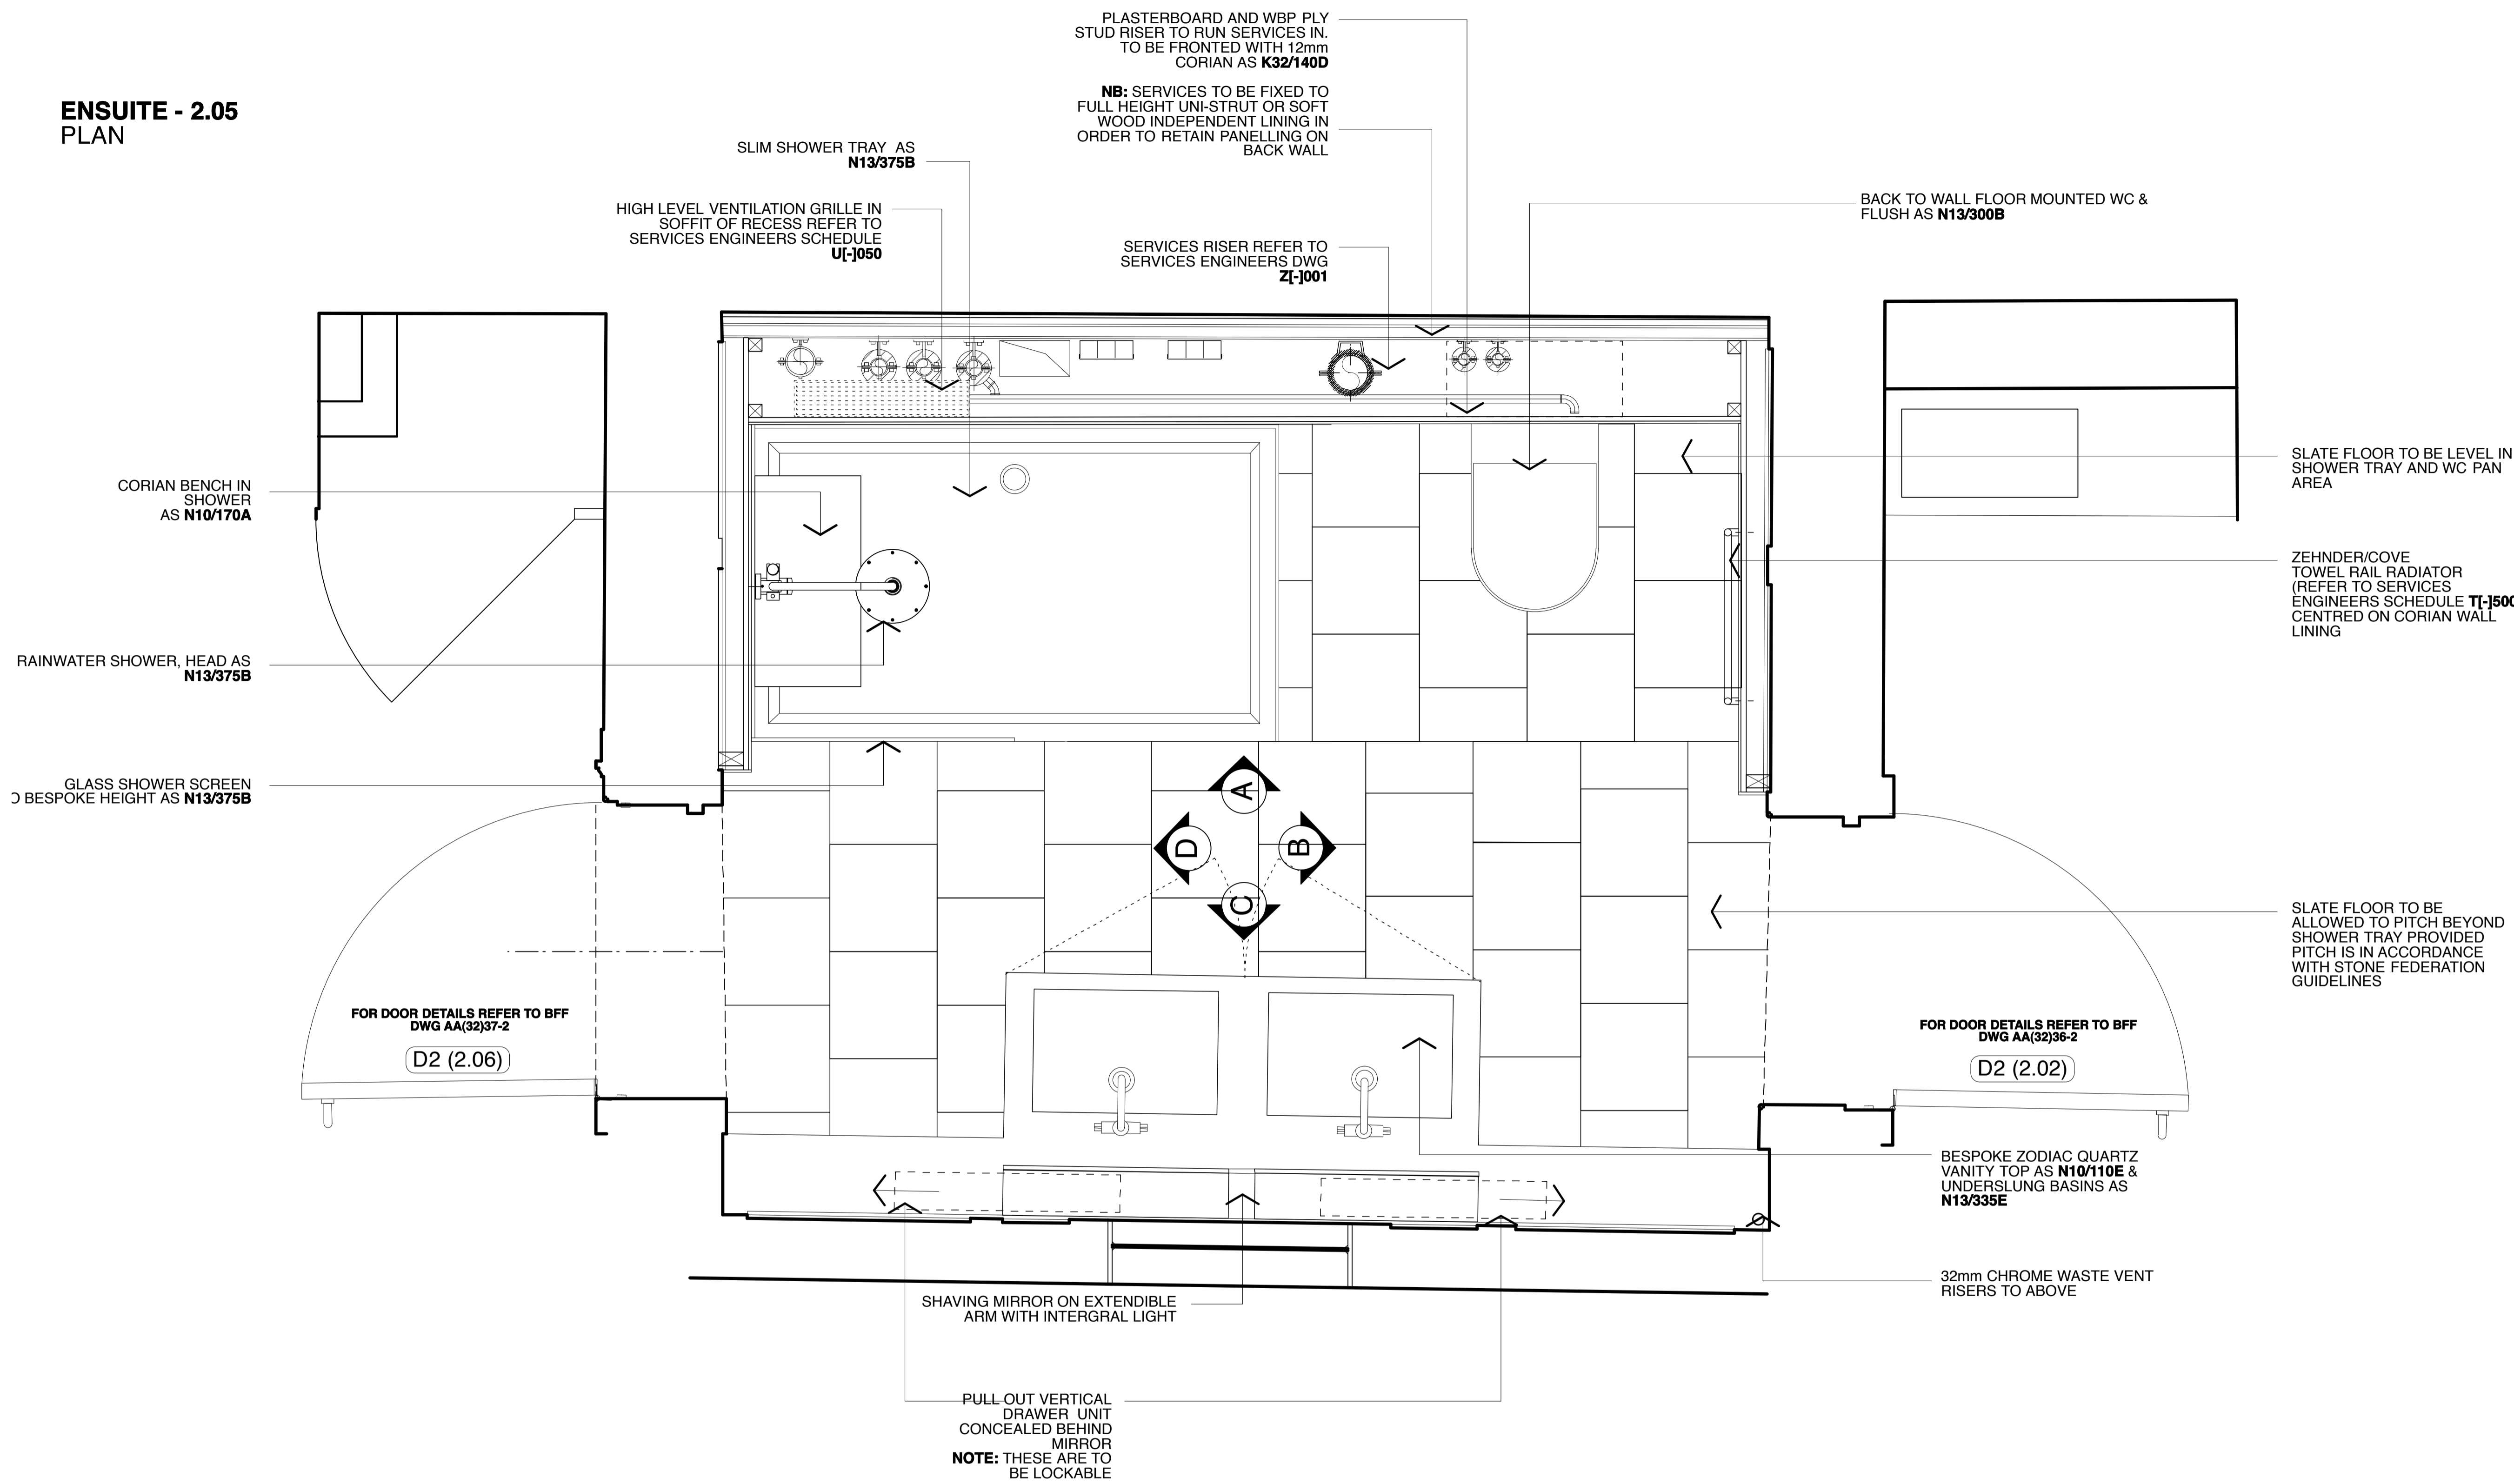 ENSUITE - 2.05
PLAN
PLASTERBOARD AND WBP PLY
STUD RISER TO RUN SERVICES IN.
TO BE FRONTED WITH 12mm
CORIAN AS K32/140D
NB: SERVICES TO BE FIXED TO
FULL HEIGHT UNI-STRUT OR SOFT
WOOD INDEPENDENT LINING IN
ORDER TO RETAIN PANELLING ON
BACK WALL
SLIM SHOWER TRAY AS
N13/375B
HIGH LEVEL VENTILATION GRILLE IN
SOFFIT OF RECESS REFER TO
SERVICES ENGINEERS SCHEDULE
U[-]050
SERVICES RISER REFER TO
SERVICES ENGINEERS DWG
Z[-]001
BACK TO WALL FLOOR MOUNTED WC &
FLUSH AS N13/300B
CORIAN BENCH IN
SHOWER
AS N10/170A
SLATE FLOOR TO BE LEVEL IN
SHOWER TRAY AND WC PAN
AREA
ZEHNDER/COVE
TOWEL RAIL RADIATOR
(REFER TO SERVICES
ENGINEERS SCHEDULE T[-]500
CENTRED ON CORIAN WALL
LINING
RAINWATER SHOWER, HEAD AS
N13/375B
GLASS SHOWER SCREEN
O BESPOKE HEIGHT AS N13/375B
A
D
B
C
SLATE FLOOR TO BE
ALLOWED TO PITCH BEYOND
SHOWER TRAY PROVIDED
PITCH IS IN ACCORDANCE
WITH STONE FEDERATION
GUIDELINES
FOR DOOR DETAILS REFER TO BFF
DWG AA(32)37-2
D2 (2.06)
FOR DOOR DETAILS REFER TO BFF
DWG AA(32)36-2
D2 (2.02)
BESPOKE ZODIAC QUARTZ
VANITY TOP AS N10/110E &
UNDERSLUNG BASINS AS
N13/335E
32mm CHROME WASTE VENT
RISERS TO ABOVE
SHAVING MIRROR ON EXTENDIBLE
ARM WITH INTERGRAL LIGHT
PULL OUT VERTICAL
DRAWER UNIT
CONCEALED BEHIND
MIRROR
NOTE: THESE ARE TO
BE LOCKABLE